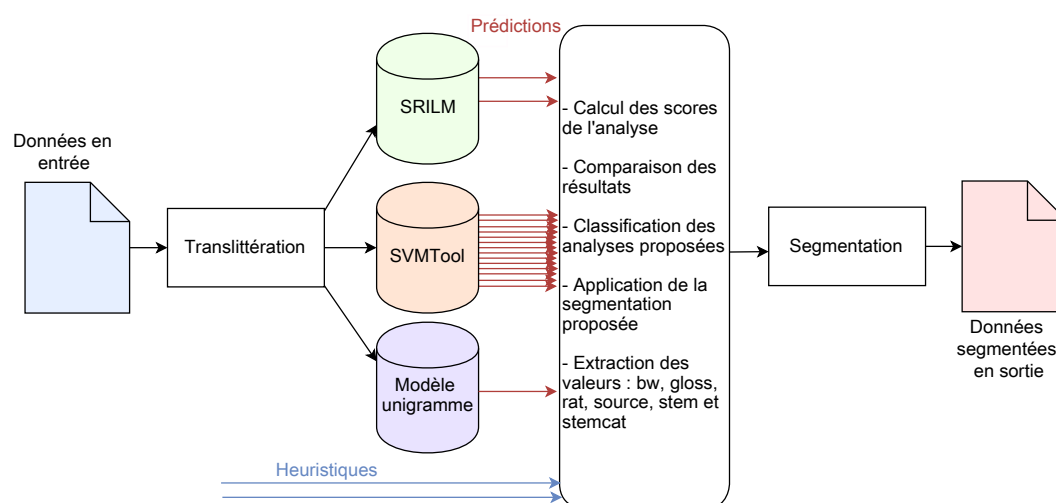 Prédictions
SRILM
Données en
entrée
- Calcul des scores
de l'analyse
- Comparaison des
résultats
Translittération
SVMTool
- Classification des
analyses proposées
Segmentation
- Application de la
segmentation
proposée
Données
segmentées
en sortie
Modèle
unigramme
- Extraction des
valeurs : bw, gloss,
rat, source, stem et
stemcat
Heuristiques